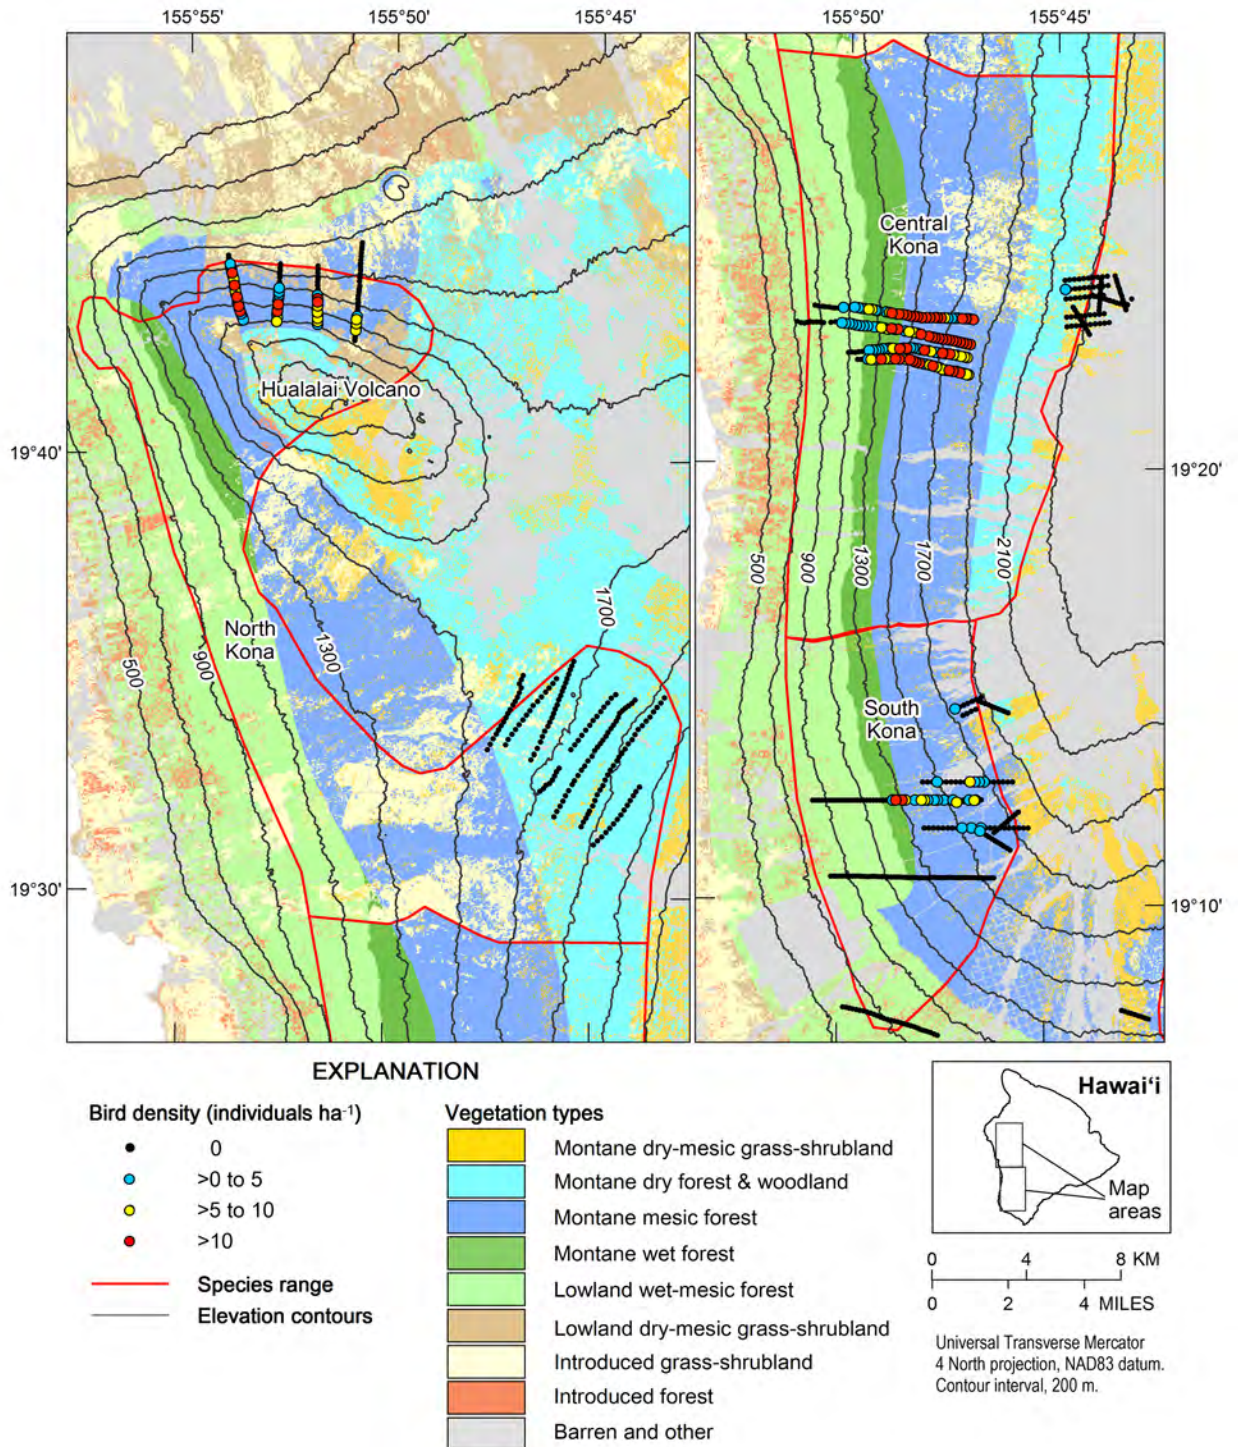 155°55'
155°50'
155°45'
155°50'
155°45'
Central
Kona
Hualalai Volcano
19°40'
19°20'
500
900
1300
1700
2100
North
Kona
1700
1300
500
900
South
Kona
19°30'
19°10'
EXPLANATION
Bird density (individuals ha⁻¹)
0
>0 to 5
>5 to 10
>10
Species range
Elevation contours
Vegetation types
Montane dry-mesic grass-shrubland
Montane dry forest & woodland
Montane mesic forest
Montane wet forest
Lowland wet-mesic forest
Lowland dry-mesic grass-shrubland
Introduced grass-shrubland
Introduced forest
Barren and other
Hawai‘i
Map
areas
0 4 8 KM
0 2 4 MILES
Universal Transverse Mercator
4 North projection, NAD83 datum.
Contour interval, 200 m.